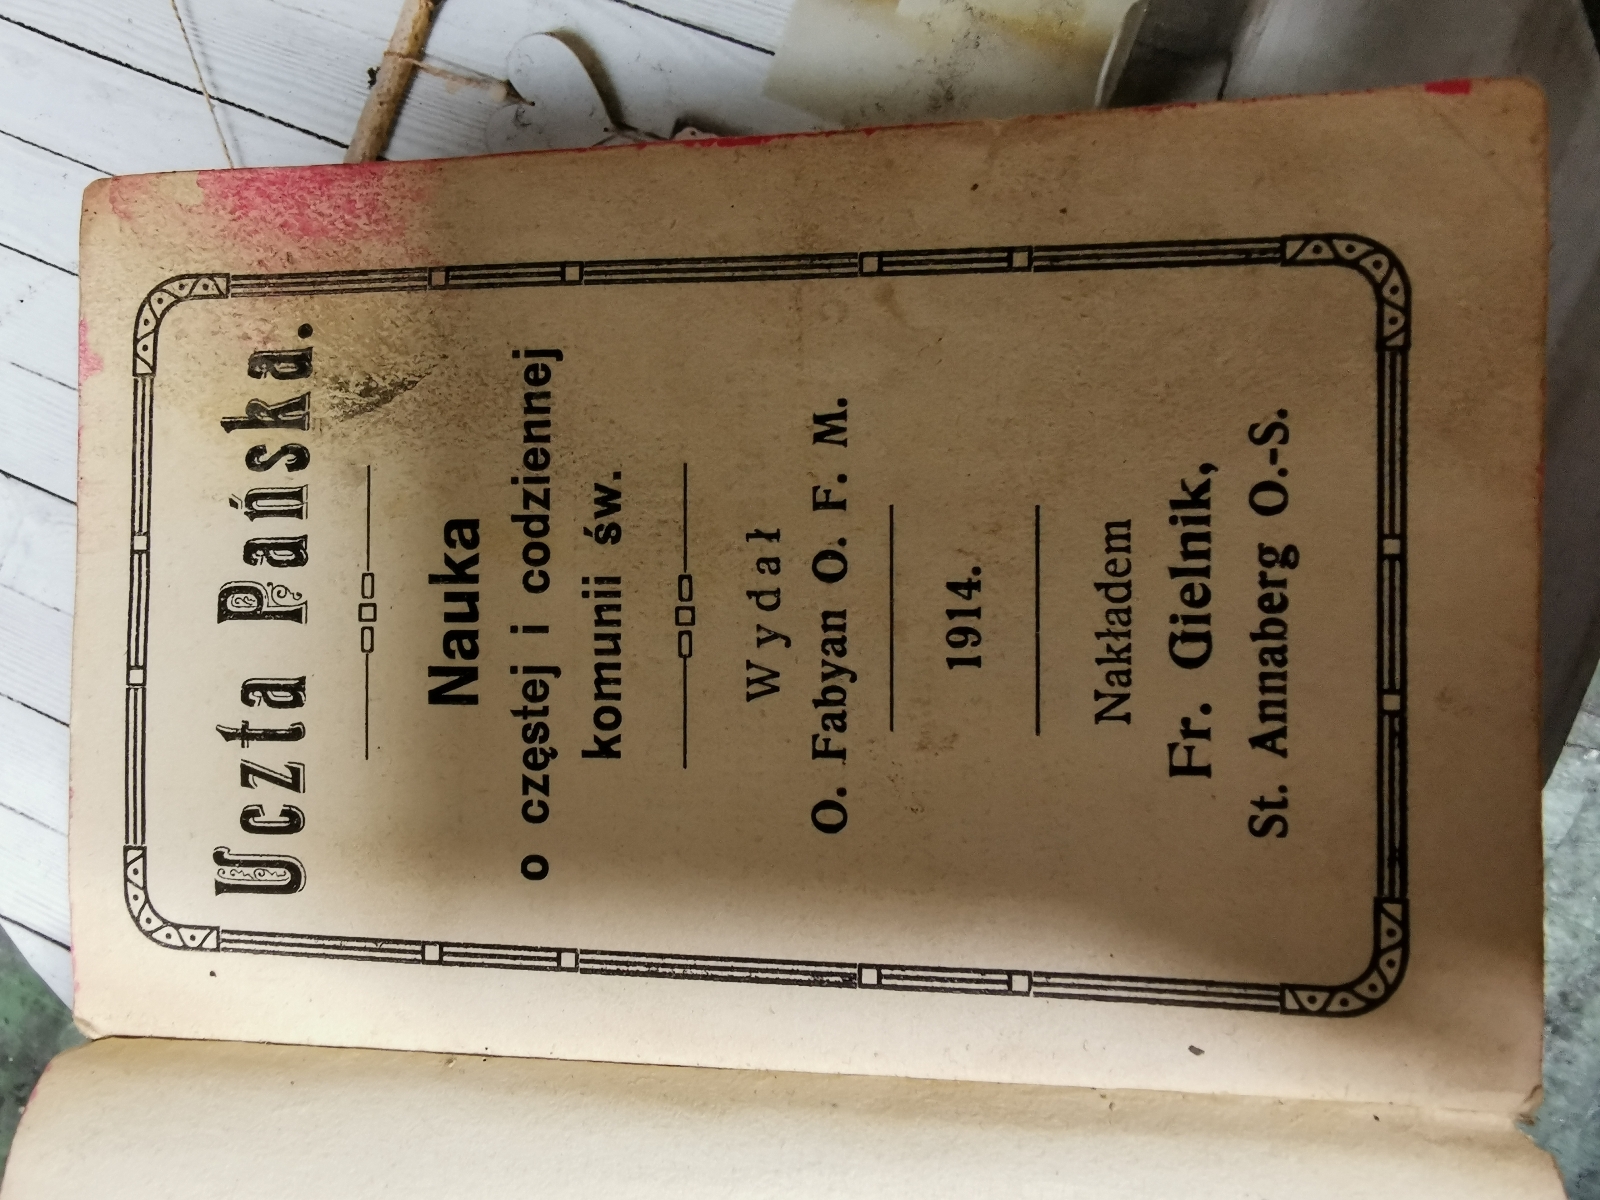 Uczta Pańska.
Nauka
o częstej i codziennej
komunii św.
Wydał
O. Fabyan O. F. M.
1914.
Nakładem
Fr. Gielnik,
St. Annaberg O.-S.